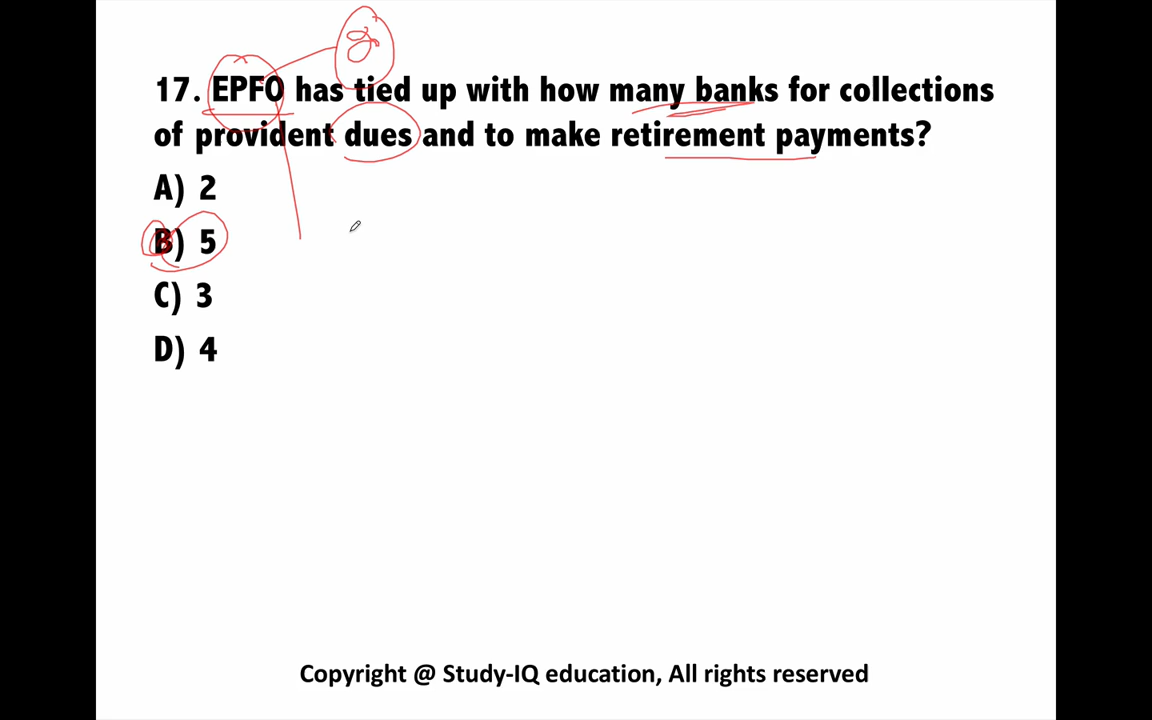 17. EPFO has tied up with how many banks for collections
of provident dues and to make retirement payments?
A) 2
B) 5
C) 3
D) 4
Copyright @ Study-IQ education, All rights reserved